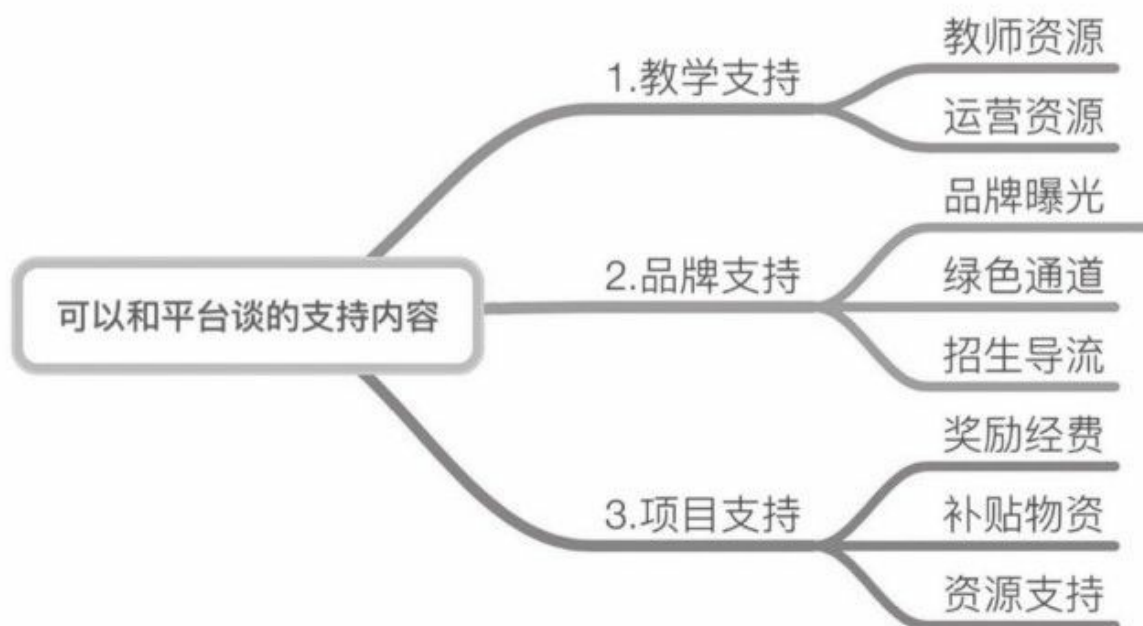 可以和平台谈的支持内容
1.教学支持
教师资源
运营资源
2.品牌支持
品牌曝光
绿色通道
招生导流
3.项目支持
奖励经费
补贴物资
资源支持